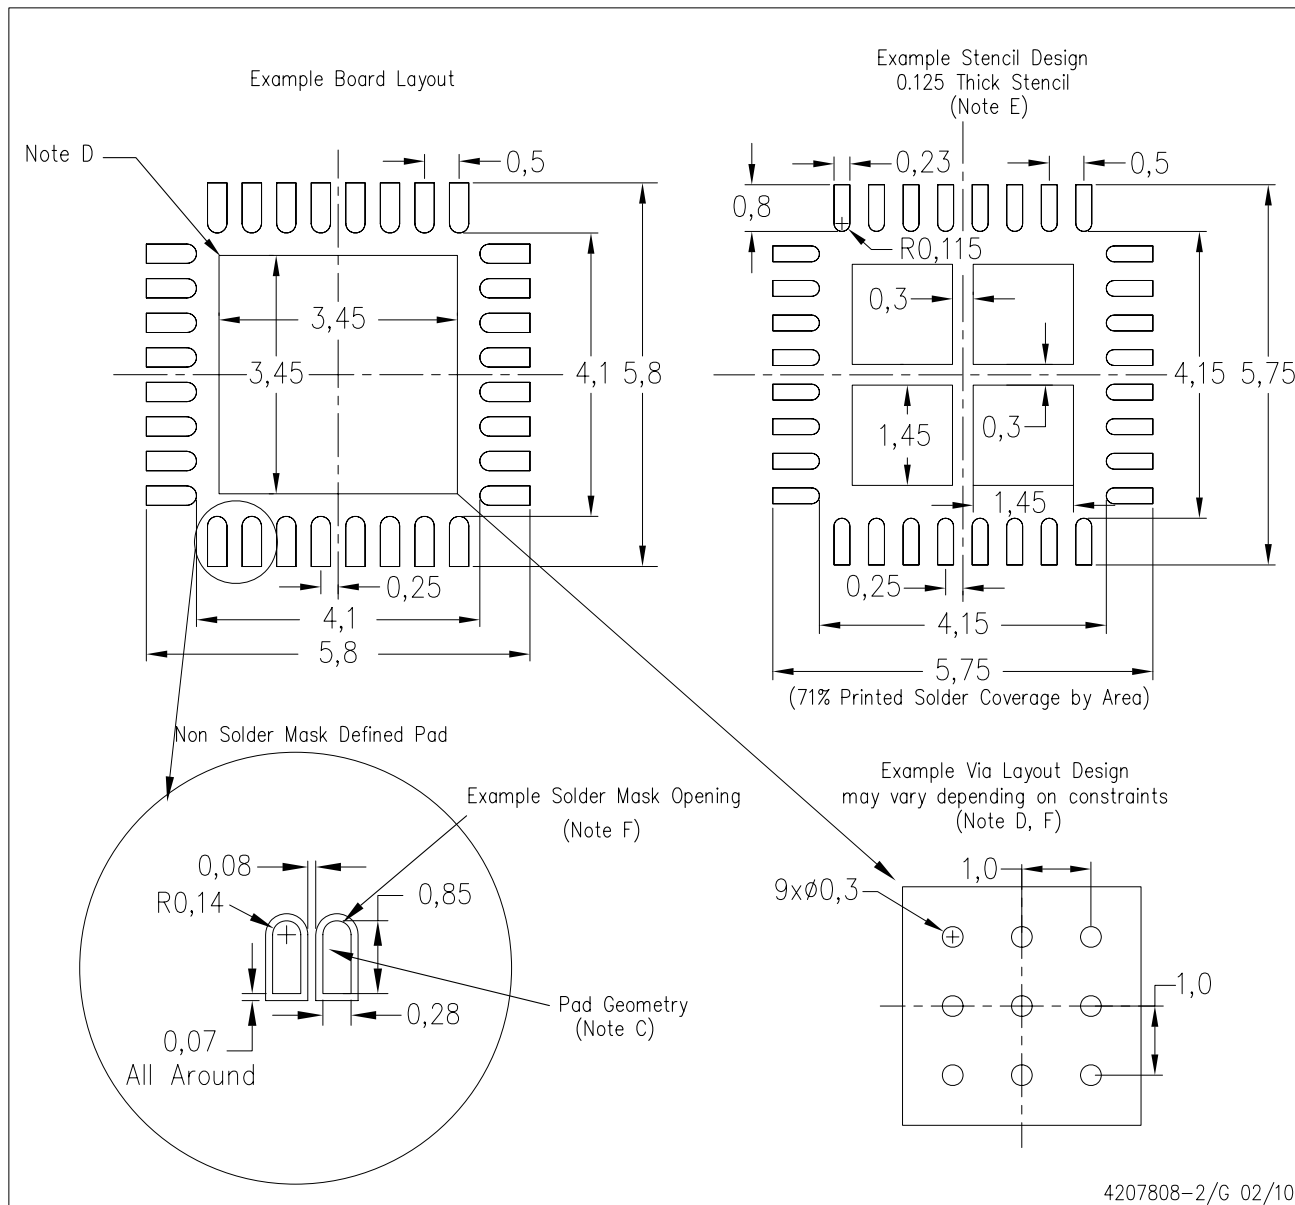 Example Board Layout
Note D
0,5
3,45
3,45
4,1
5,8
0,25
4,1
5,8
Example Stencil Design
0.125 Thick Stencil
(Note E)
0,23
0,5
0,8
R0,115
0,3
4,15
5,75
1,45
0,3
1,45
0,25
4,15
5,75
(71% Printed Solder Coverage by Area)
Non Solder Mask Defined Pad
Example Solder Mask Opening
(Note F)
0,08
R0,14
0,85
0,28
Pad Geometry
(Note C)
0,07
All Around
Example Via Layout Design
may vary depending on constraints
(Note D, F)
1,0
9xø0,3
1,0
4207808-2/G 02/10